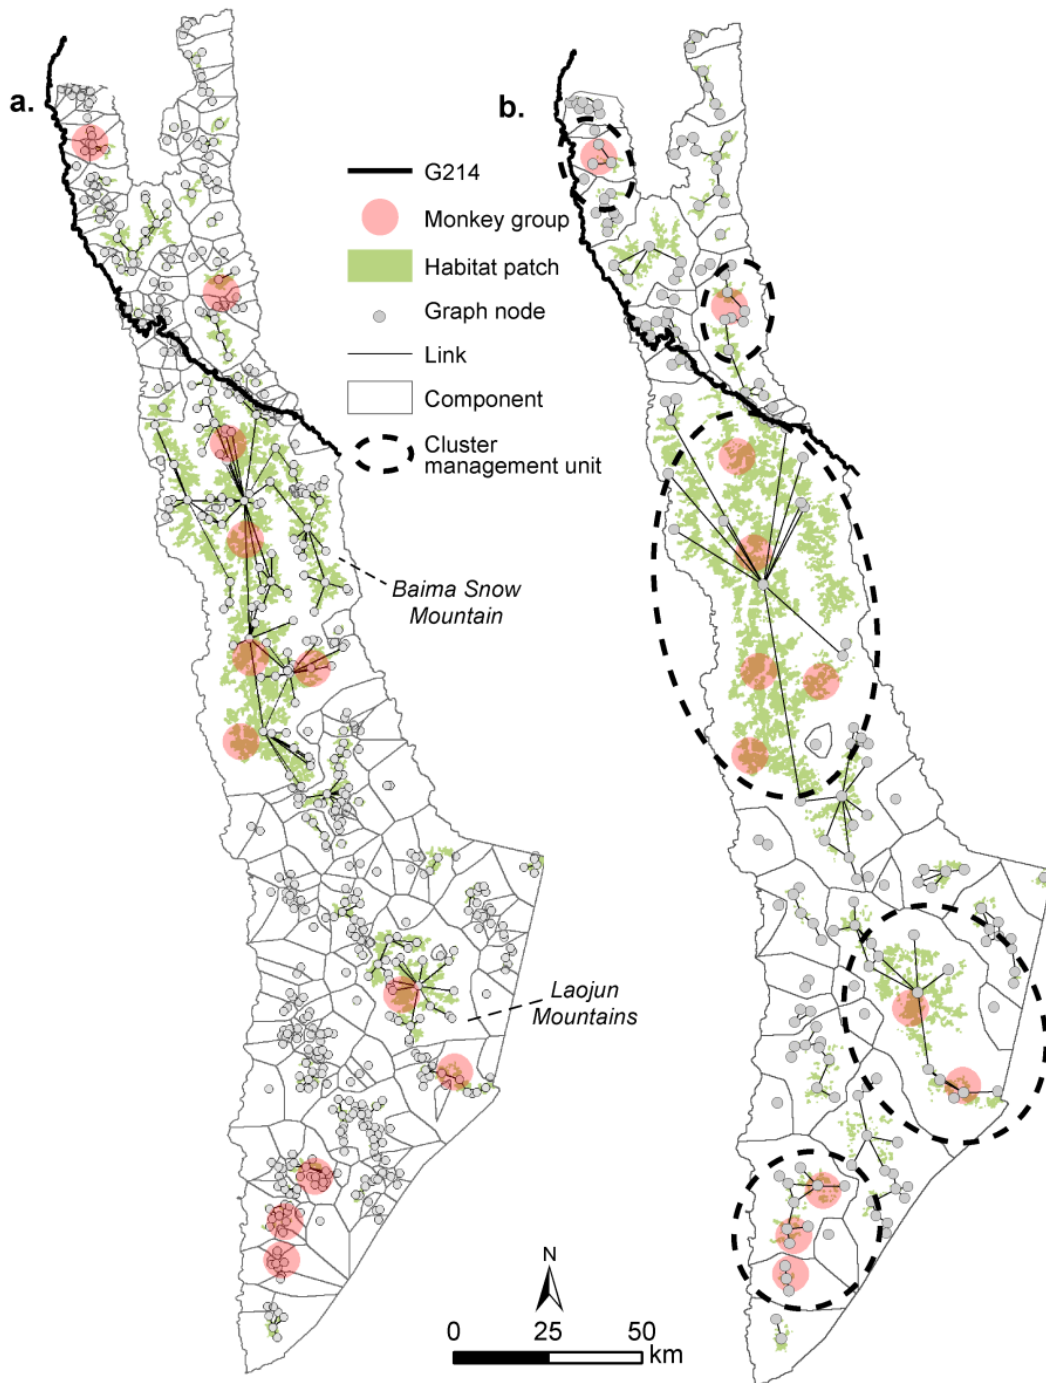 a.
b.
G214
Monkey group
Habitat patch
Graph node
Link
Component
Cluster
management unit
Baima Snow
Mountain
Laojun
Mountains
N
0 25 50
km